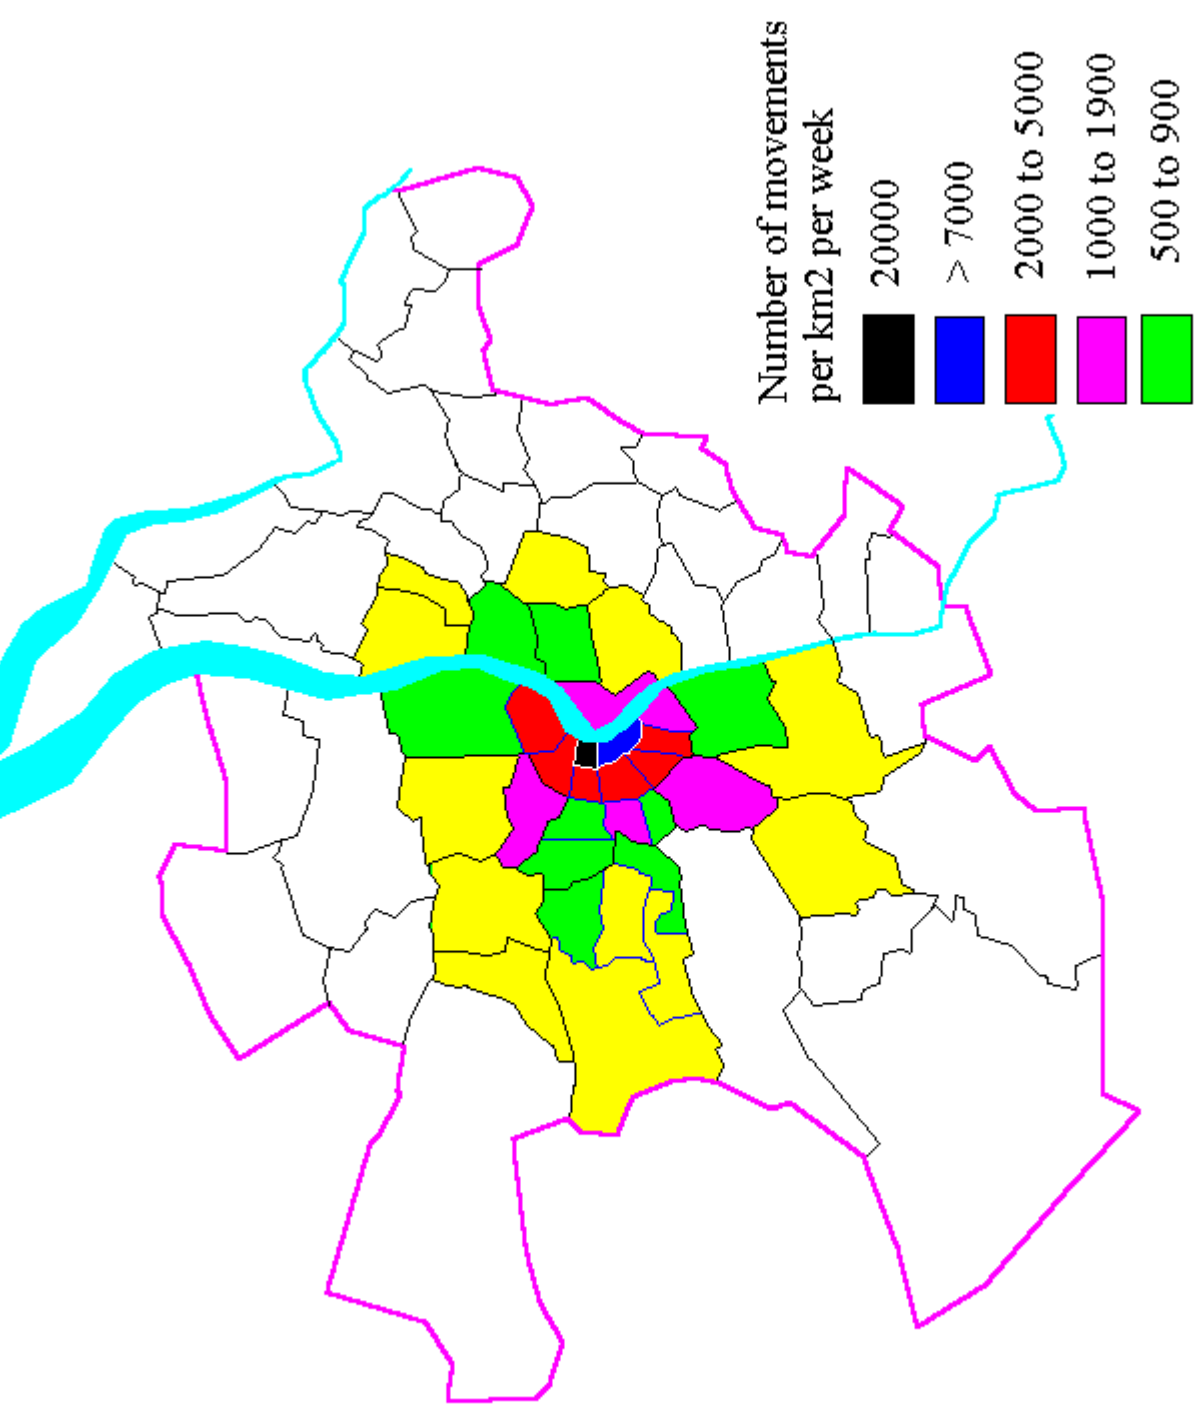 Number of movements
per km2 per week
20000
> 7000
2000 to 5000
1000 to 1900
500 to 900